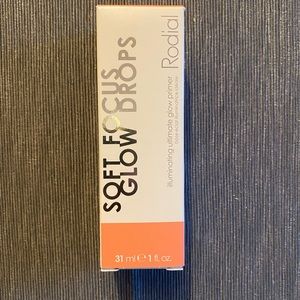 SOFT FOCUS
GLOW DROPS
Rodial
illuminating ultimate glow primer
31 ml ℮ 1 fl. oz.